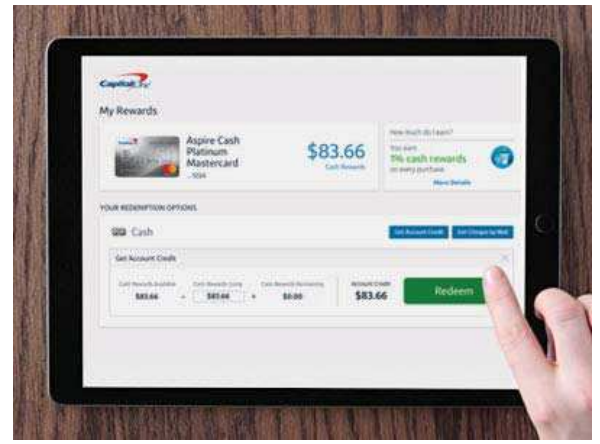 Capital One
My Rewards
Aspire Cash
Platinum
Mastercard
$83.66
Cash Rewards
How much do I earn?
You earn
1% cash rewards
on every purchase
More Details
YOUR REDEMPTION OPTIONS
Cash
Get Account Credit
Get Cheque by Mail
Get Account Credit
Cash Rewards Available
Cash Rewards Using
Cash Rewards Remaining
ACCOUNT CREDIT
$83.66 - $83.66 = $0.00
$83.66
Redeem